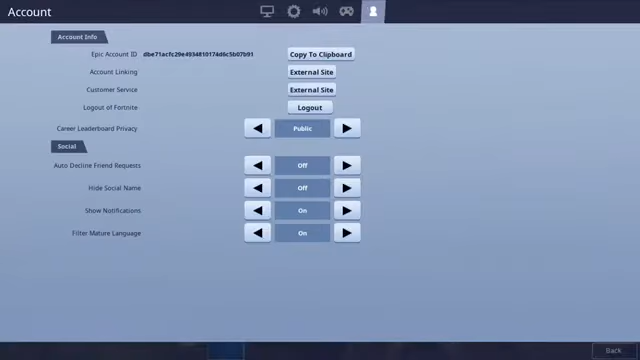 Account
Account Info
Epic Account ID dbe71acfc29e4934810174d6c5b07b91 Copy To Clipboard
Account Linking External Site
Customer Service External Site
Logout of Fortnite Logout
Career Leaderboard Privacy Public
Social
Auto Decline Friend Requests Off
Hide Social Name Off
Show Notifications On
Filter Mature Language On
Back